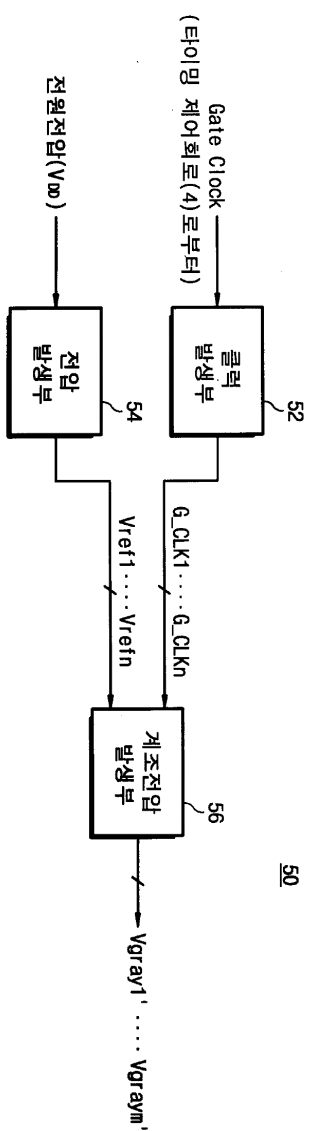 50
Gate Clock
(타이밍 제어회로(4)로부터)
클럭
발생부
52
G_CLK1·····G_CLKn
전원전압(VDD)
전압
발생부
54
Vref1·····Vrefn
계조전압
발생부
56
Vgray1' ····· Vgraym'